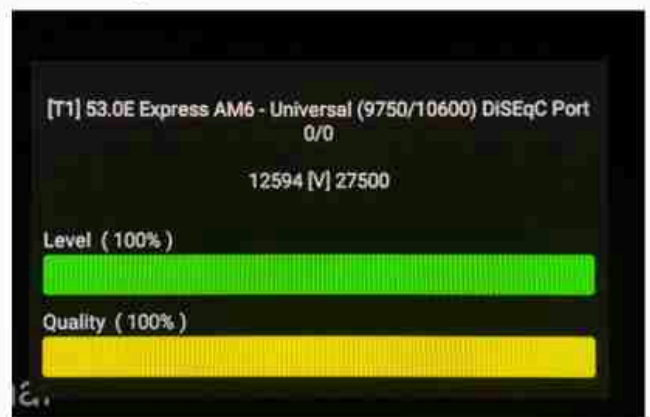 [T1] 53.0E Express AM6 - Universal (9750/10600) DiSEqC Port
0/0
12594 [V] 27500
Level ( 100% )
Quality ( 100% )